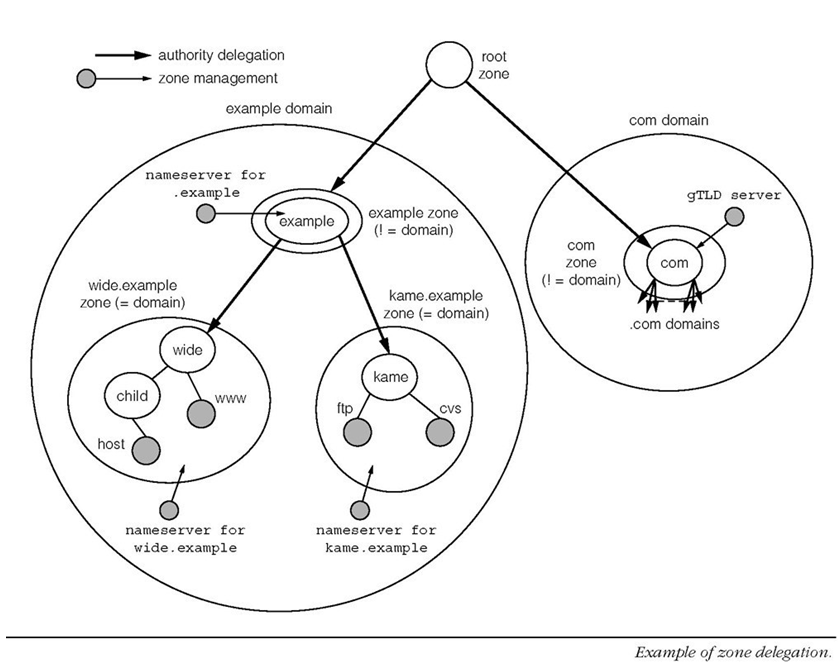 authority delegation
zone management
root
zone
example domain
com domain
nameserver for
.example
example
example zone
(! = domain)
gTLD server
com
zone
(! = domain)
com
.com domains
wide.example
zone (= domain)
kame.example
zone (= domain)
wide
child
www
host
kame
ftp
cvs
nameserver for
wide.example
nameserver for
kame.example
Example of zone delegation.